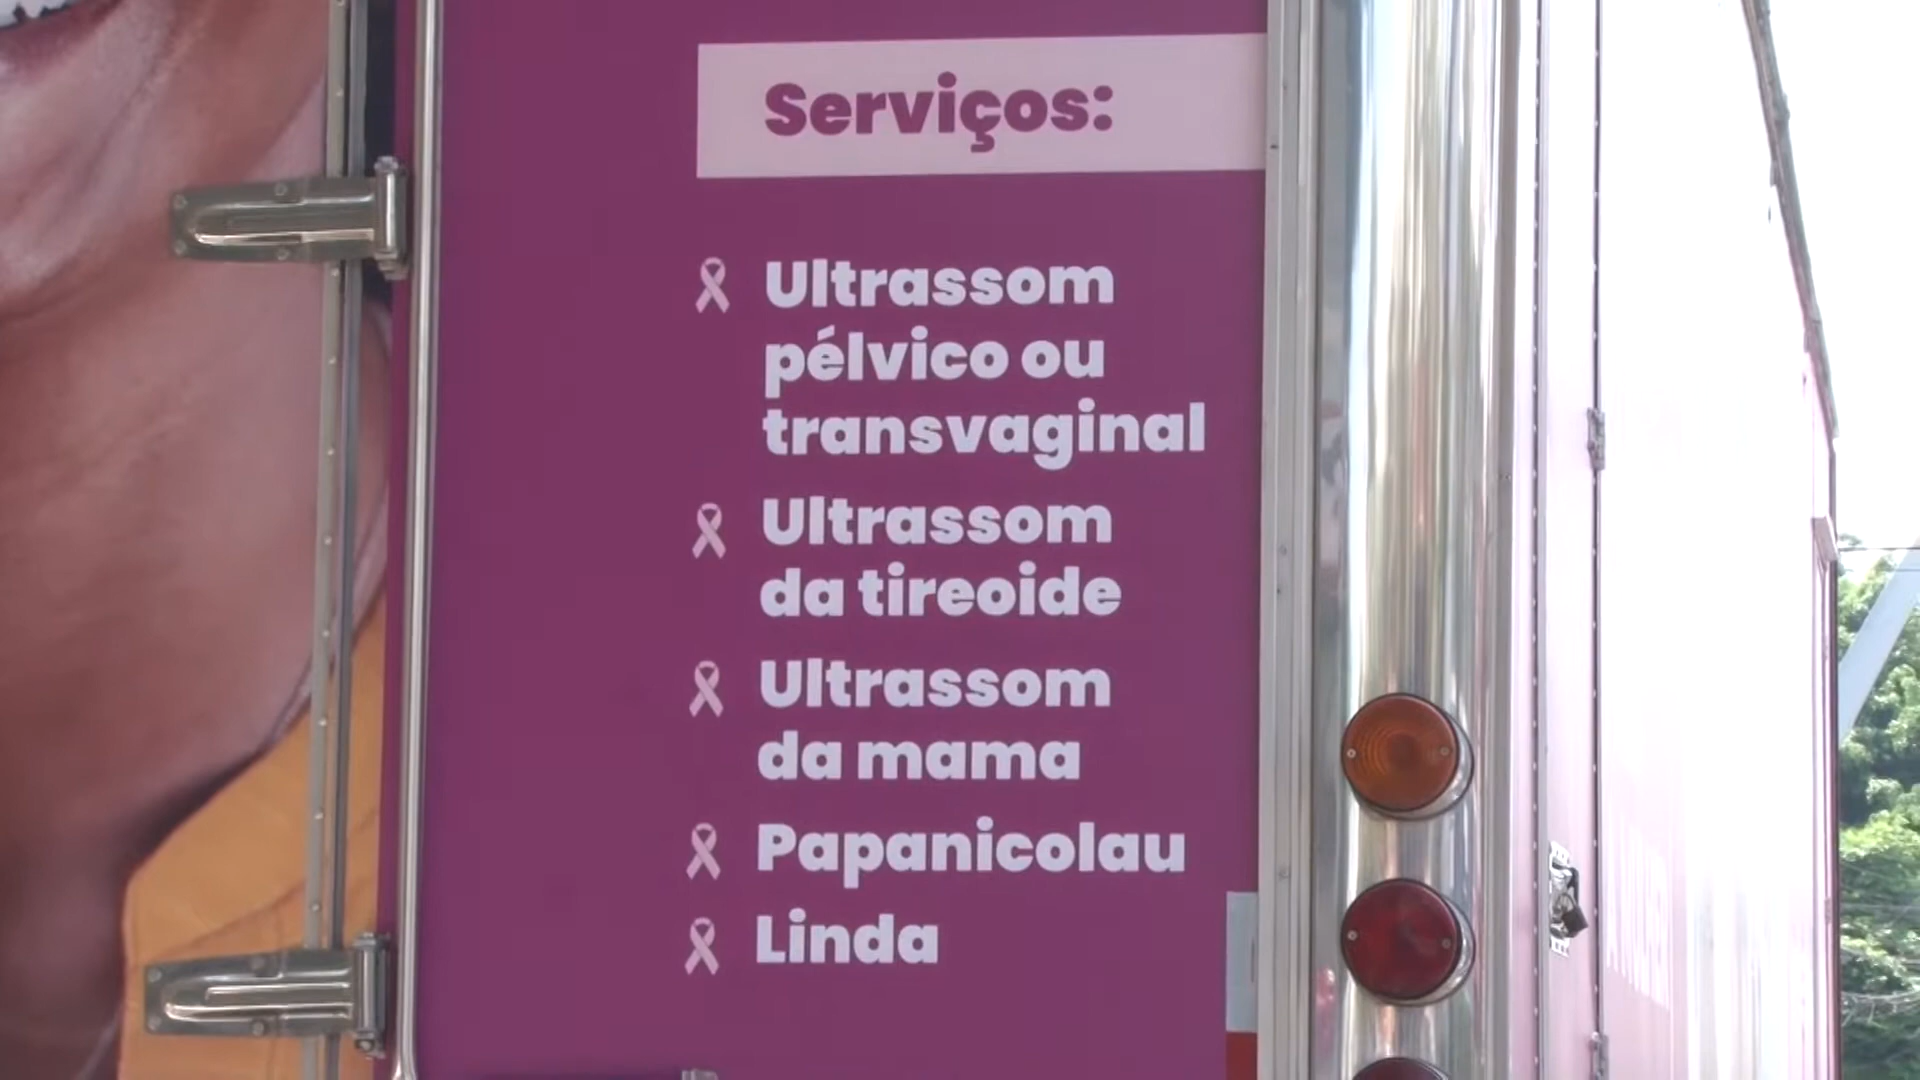 Serviços:
Ultrassom
pélvico ou
transvaginal
Ultrassom
da tireoide
Ultrassom
da mama
Papanicolau
Linda